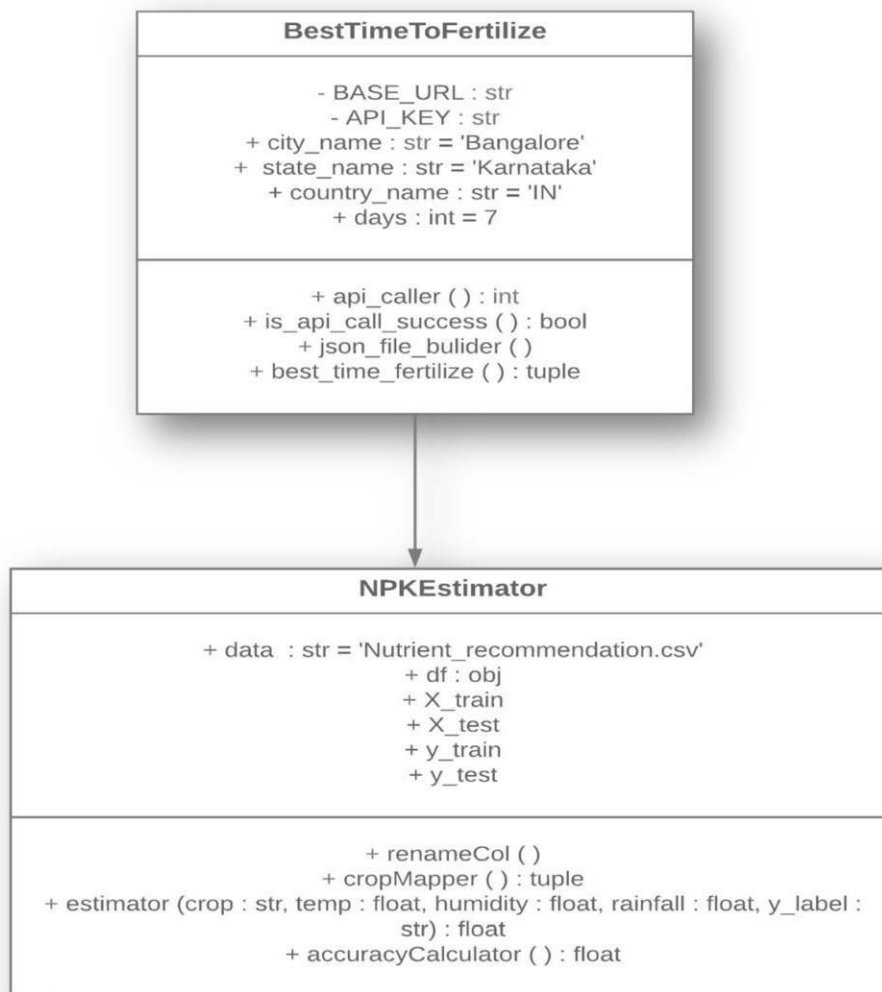 BestTimeToFertilize
- BASE_URL : str
- API_KEY : str
+ city_name : str = 'Bangalore'
+ state_name : str = 'Karnataka'
+ country_name : str = 'IN'
+ days : int = 7
+ api_caller ( ) : int
+ is_api_call_success ( ) : bool
+ json_file_bulider ( )
+ best_time_fertilize ( ) : tuple
NPKEstimator
+ data : str = 'Nutrient_recommendation.csv'
+ df : obj
+ X_train
+ X_test
+ y_train
+ y_test
+ renameCol ( )
+ cropMapper ( ) : tuple
+ estimator (crop : str, temp : float, humidity : float, rainfall : float, y_label :
str) : float
+ accuracyCalculator ( ) : float